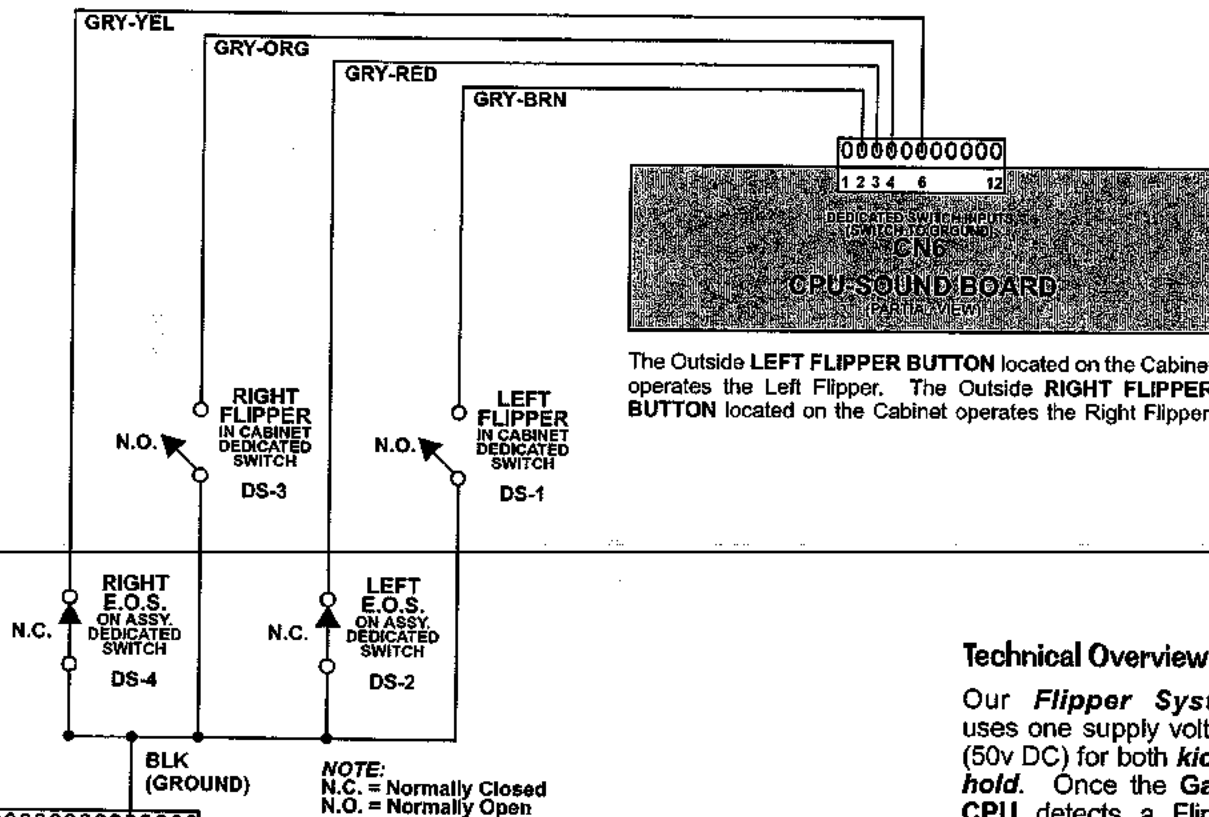 GRY-YEL
GRY-ORG
GRY-RED
GRY-BRN
1 2 3 4 6 12
DEDICATED SWITCH INPUTS
(SWITCH TO GROUND)
CN6
CPU-SOUND BOARD
(PARTIAL VIEW)
The Outside LEFT FLIPPER BUTTON located on the Cabinet
operates the Left Flipper. The Outside RIGHT FLIPPER
BUTTON located on the Cabinet operates the Right Flipper
N.O.
RIGHT
FLIPPER
IN CABINET
DEDICATED
SWITCH
DS-3
N.O.
LEFT
FLIPPER
IN CABINET
DEDICATED
SWITCH
DS-1
N.C.
RIGHT
E.O.S.
ON ASSY.
DEDICATED
SWITCH
DS-4
N.C.
LEFT
E.O.S.
ON ASSY.
DEDICATED
SWITCH
DS-2
BLK
(GROUND)
NOTE:
N.C. = Normally Closed
N.O. = Normally Open
Technical Overview
Our Flipper Syst
uses one supply volt
(50v DC) for both kic
hold. Once the Ga
CPU detects a Flip